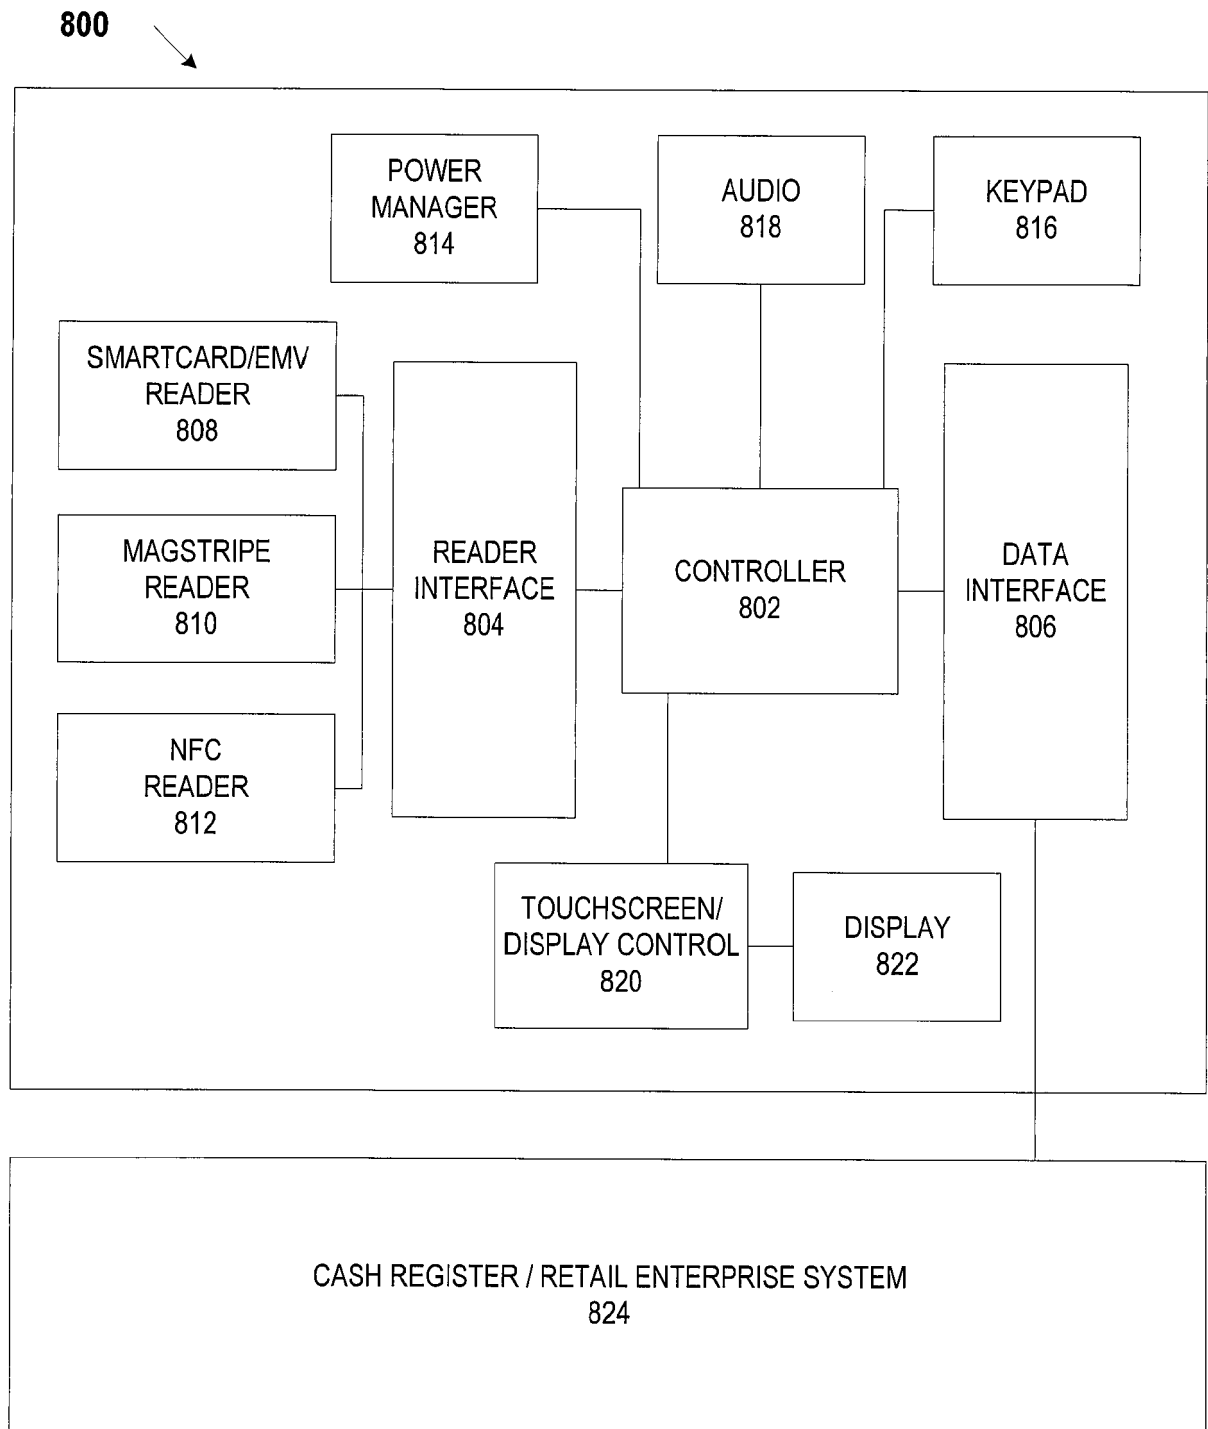 800
POWER
MANAGER
814
AUDIO
818
KEYPAD
816
SMARTCARD/EMV
READER
808
MAGSTRIPE
READER
810
NFC
READER
812
READER
INTERFACE
804
CONTROLLER
802
DATA
INTERFACE
806
TOUCHSCREEN/
DISPLAY CONTROL
820
DISPLAY
822
CASH REGISTER / RETAIL ENTERPRISE SYSTEM
824